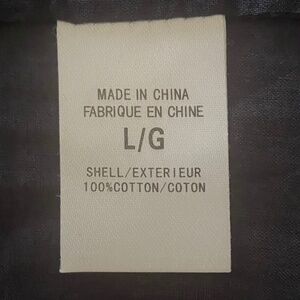 MADE IN CHINA
FABRIQUE EN CHINE
L/G
SHELL/EXTERIEUR
100%COTTON/COTON